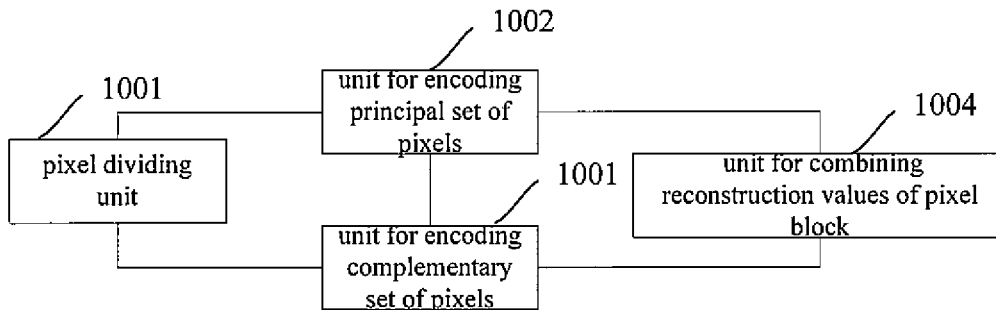 1002
unit for encoding
principal set of
pixels
1001
pixel dividing
unit
1004
unit for combining
reconstruction values of pixel
block
1001
unit for encoding
complementary
set of pixels